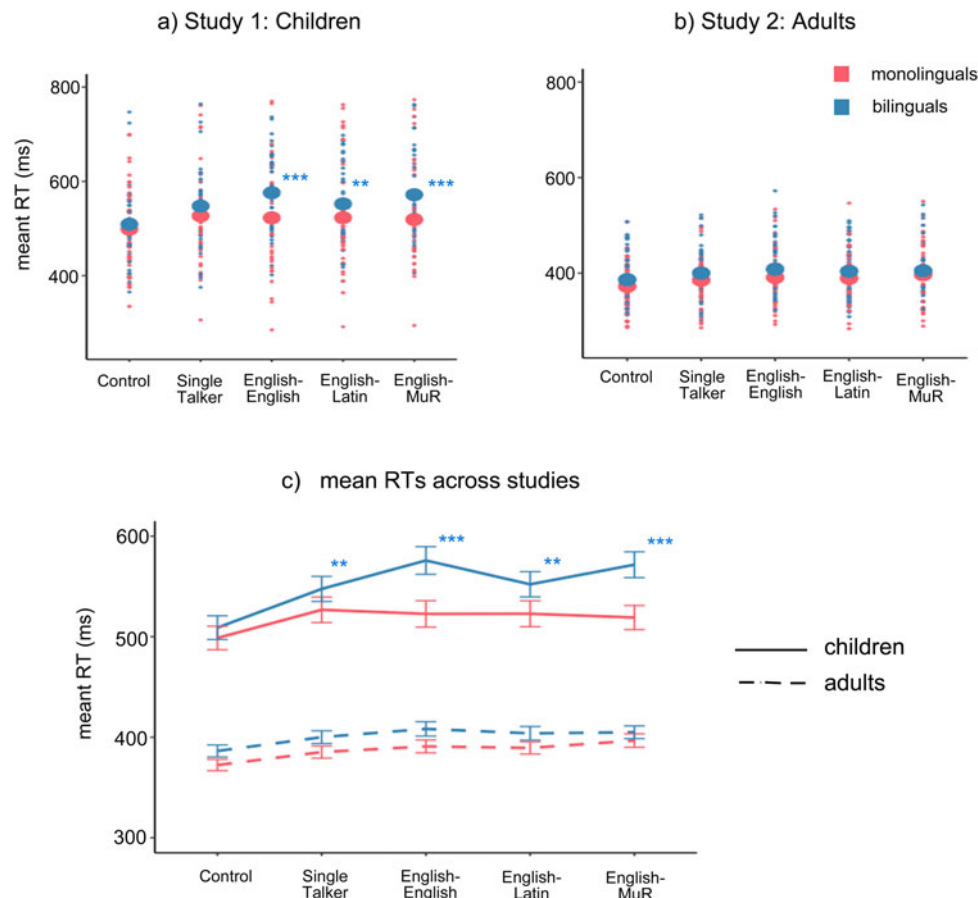 a) Study 1: Children
800
600
400
meant RT (ms)
***
**
***
Control
Single
Talker
English-
English
English-
Latin
English-
MuR
b) Study 2: Adults
monolinguals
bilinguals
800
600
400
Control
Single
Talker
English-
English
English-
Latin
English-
MuR
c) mean RTs across studies
600
500
400
300
meant RT (ms)
**
***
**
***
children
adults
Control
Single
Talker
English-
English
English-
Latin
English-
MuR